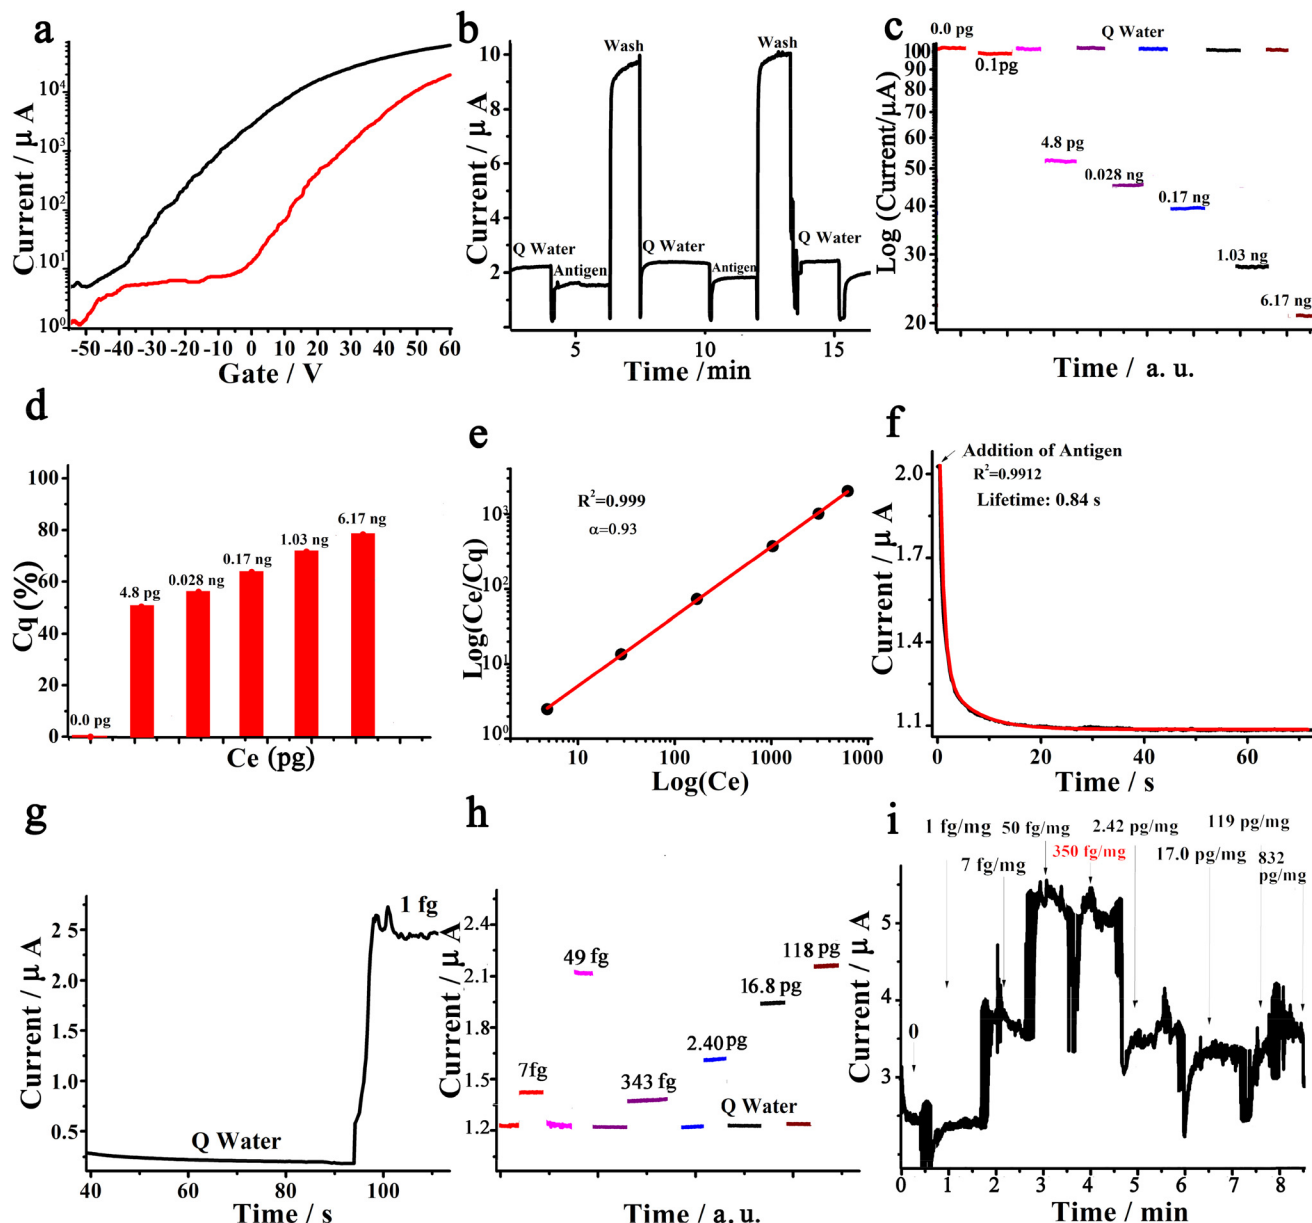 a
Current / μ A
10⁴
10³
10²
10¹
10⁰
-50 -40 -30 -20 -10 0 10 20 30 40 50 60
Gate / V
b
Current / μ A
10
8
6
4
2
Wash
Wash
Q Water
Antigen
Q Water
Antigen
Q Water
5 10 15
Time /min
c
Log ((Current/μA)
100
90
80
70
60
50
40
30
20
0.0 pg
Q Water
0.1pg
4.8 pg
0.028 ng
0.17 ng
1.03 ng
6.17 ng
Time / a. u.
d
Cq (%)
100
80
60
40
20
0
0.0 pg
4.8 pg
0.028 ng
0.17 ng
1.03 ng
6.17 ng
Ce (pg)
e
Log(Ce/Cq)
10³
10²
10¹
10⁰
R²=0.999
α=0.93
10 100 1000 1000
Log(Ce)
f
Current / μ A
2.0
1.7
1.4
1.1
Addition of Antigen
R²=0.9912
Lifetime: 0.84 s
0 20 40 60
Time / s
g
Current / μ A
2.5
2.0
1.5
1.0
0.5
1 fg
Q Water
40 60 80 100
Time / s
h
Current / μ A
2.4
2.1
1.8
1.5
1.2
7fg
49 fg
343 fg
2.40 pg
16.8 pg
118 pg
Q Water
Time / a. u.
i
Current / μ A
5
4
3
0
1 fg/mg
7 fg/mg
50 fg/mg
350 fg/mg
2.42 pg/mg
17.0 pg/mg
119 pg/mg
832
pg/mg
0 1 2 3 4 5 6 7 8
Time / min